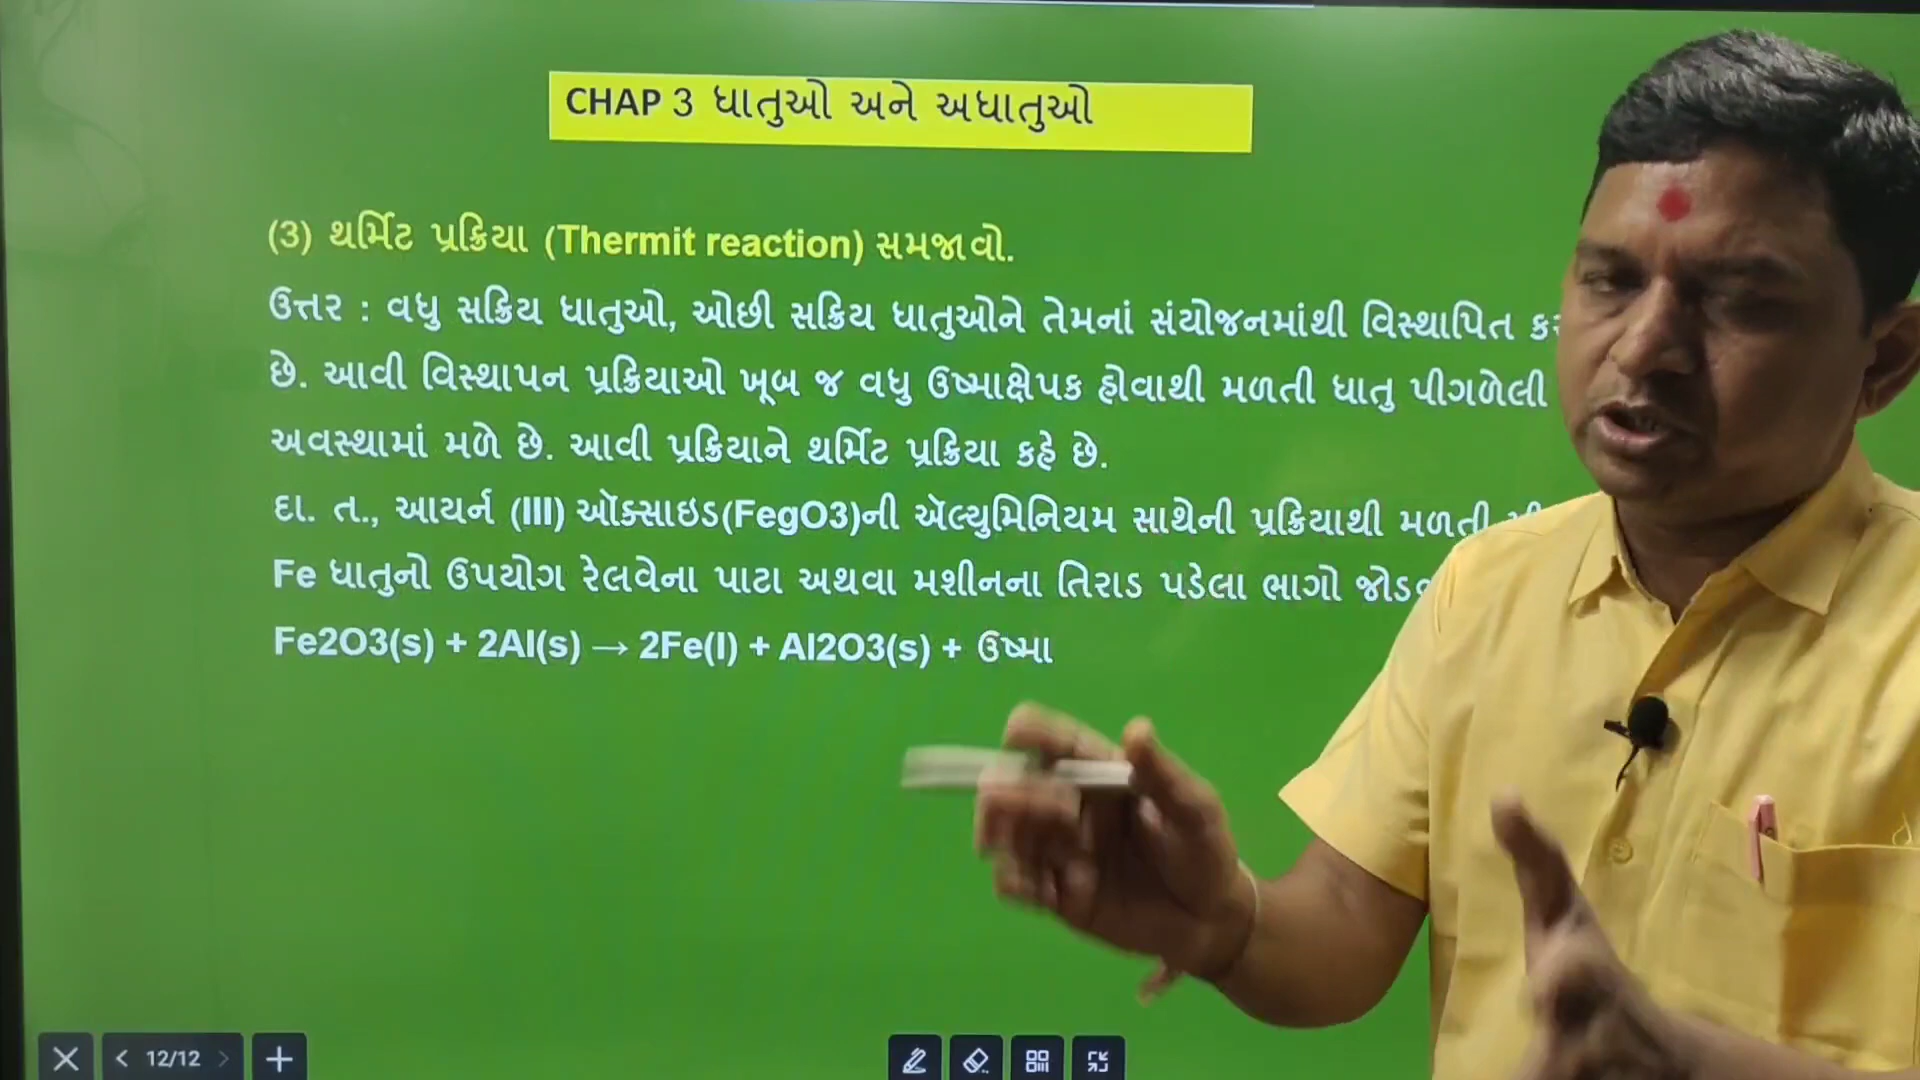 CHAP 3 ધાતુઓ અને અધાતુઓ
(3) થર્મિટ પ્રક્રિયા (Thermit reaction) સમજાવો.
ઉત્તર : વધુ સક્રિય ધાતુઓ, ઓછી સક્રિય ધાતુઓને તેમનાં સંયોજનમાંથી વિસ્થાપિત
છે. આવી વિસ્થાપન પ્રક્રિયાઓ ખૂબ જ વધુ ઉષ્માક્ષેપક હોવાથી મળતી ધાતુ પીગળેલી
અવસ્થામાં મળે છે. આવી પ્રક્રિયાને થર્મિટ પ્રક્રિયા કહે છે.
દા. ત., આયર્ન (III) ઑક્સાઇડ(FegO3)ની ઍલ્યુમિનિયમ સાથેની પ્રક્રિયાથી મળતી
Fe ધાતુનો ઉપયોગ રેલવેના પાટા અથવા મશીનના તિરાડ પડેલા ભાગો
Fe2O3(s) + 2Al(s) → 2Fe(l) + Al2O3(s) + ઉષ્મા
12/12